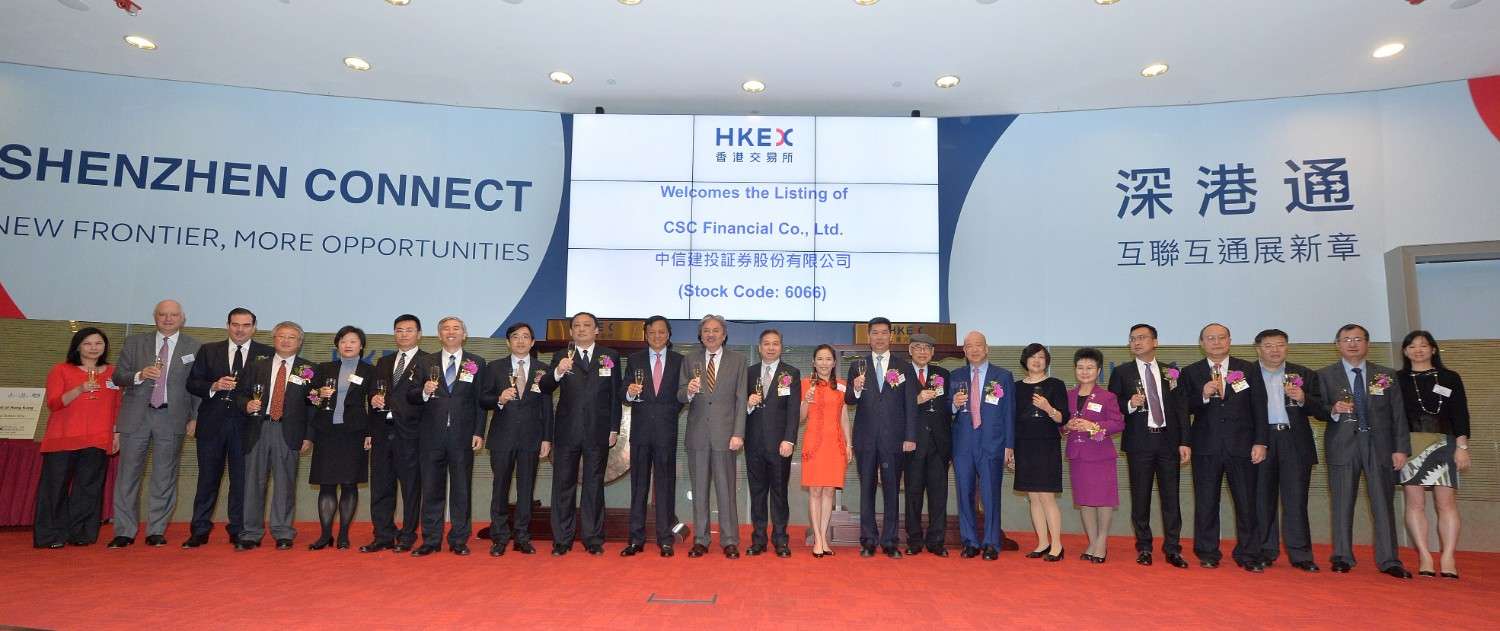 SHENZHEN CONNECT
NEW FRONTIER, MORE OPPORTUNITIES
HKEX
香港交易所
Welcomes the Listing of
CSC Financial Co., Ltd.
中信建投証券股份有限公司
(Stock Code: 6066)
深港通
互聯互通展新章
HKEX
HKEX